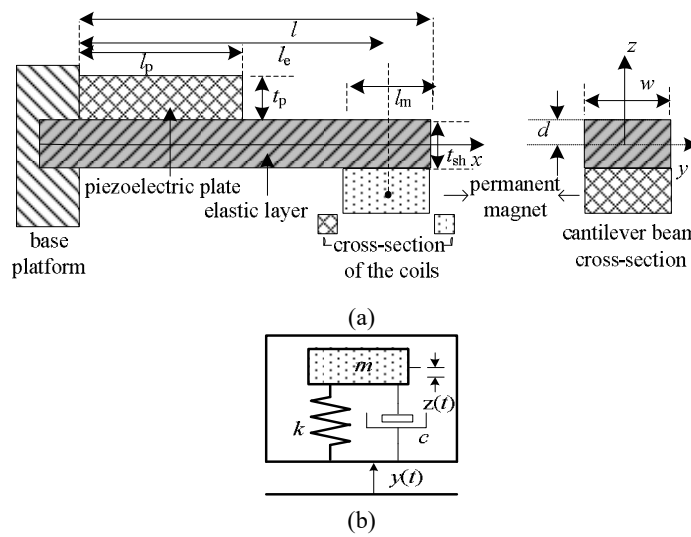 l
l_p
l_e
l_m
t_p
t_sh
x
z
w
d
y
piezoelectric plate
elastic layer
permanent
magnet
base
platform
cross-section
of the coils
cantilever beam
cross-section
(a)
m
z(t)
k
c
y(t)
(b)